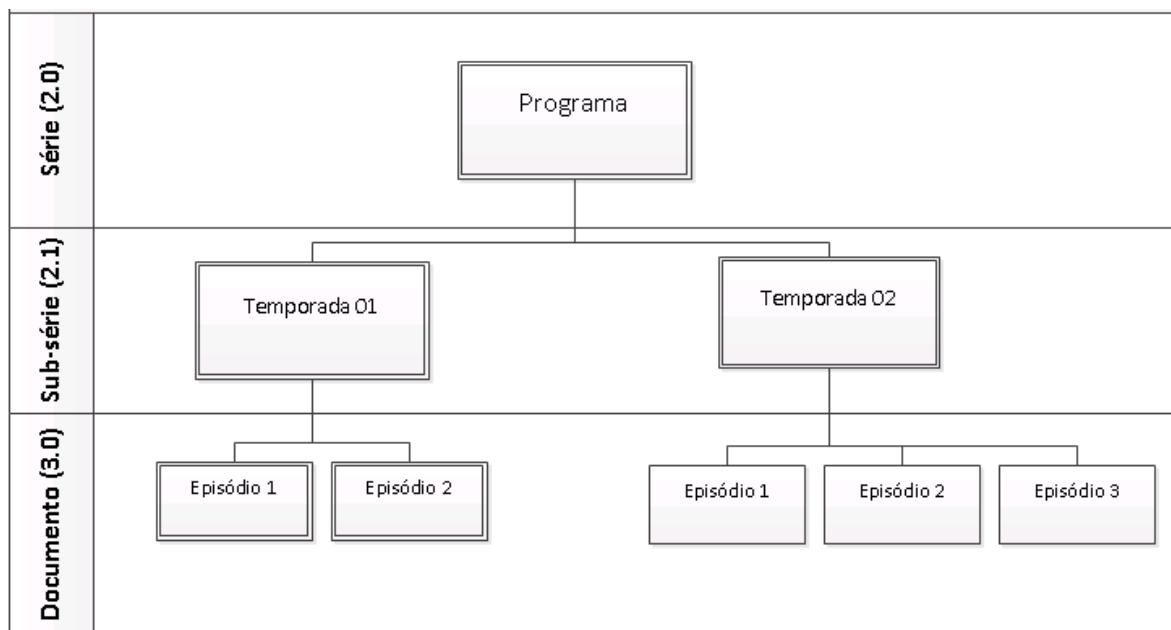 Série (2.0)
Programa
Sub-série (2.1)
Temporada 01
Temporada 02
Documento (3.0)
Episódio 1
Episódio 2
Episódio 1
Episódio 2
Episódio 3